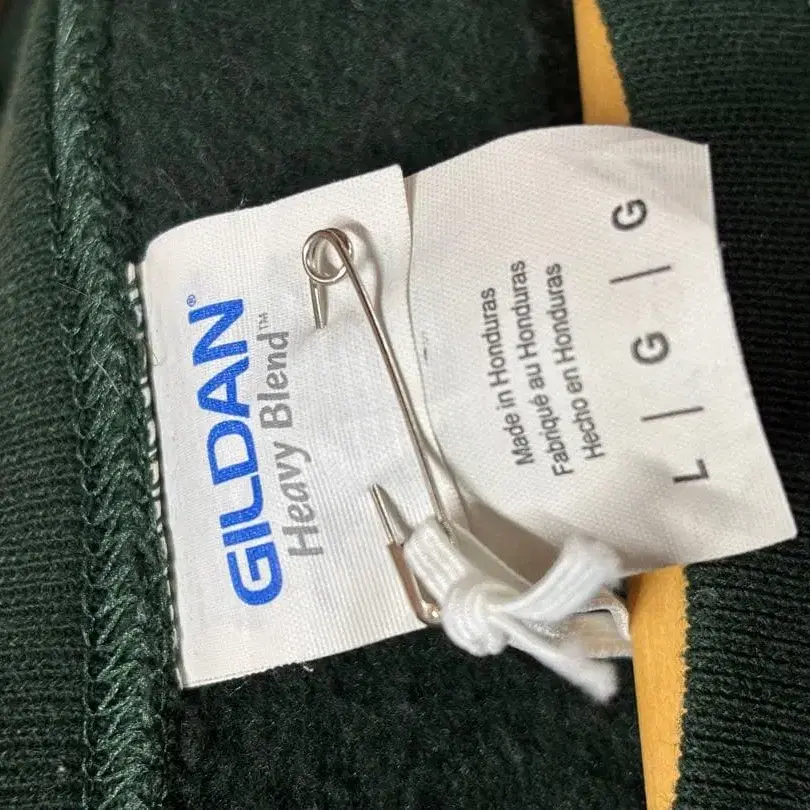 GILDAN®
Heavy Blend™
Made in Honduras
Fabriqué au Honduras
Hecho en Honduras
L | G | G